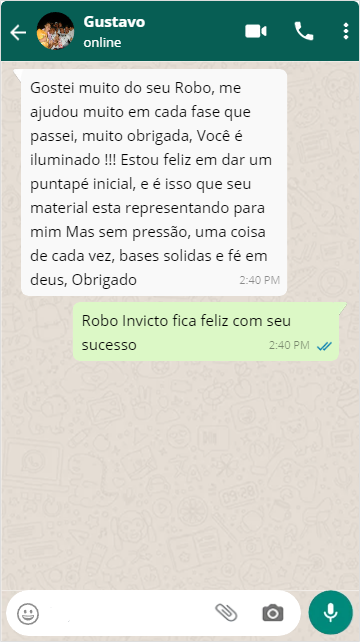 Gustavo
online
Gostei muito do seu Robo, me
ajudou muito em cada fase que
passei, muito obrigada, Você é
iluminado !!! Estou feliz em dar um
puntapé inicial, e é isso que seu
material esta representando para
mim Mas sem pressão, uma coisa
de cada vez, bases solidas e fé em
deus, Obrigado
2:40 PM
Robo Invicto fica feliz com seu
sucesso
2:40 PM